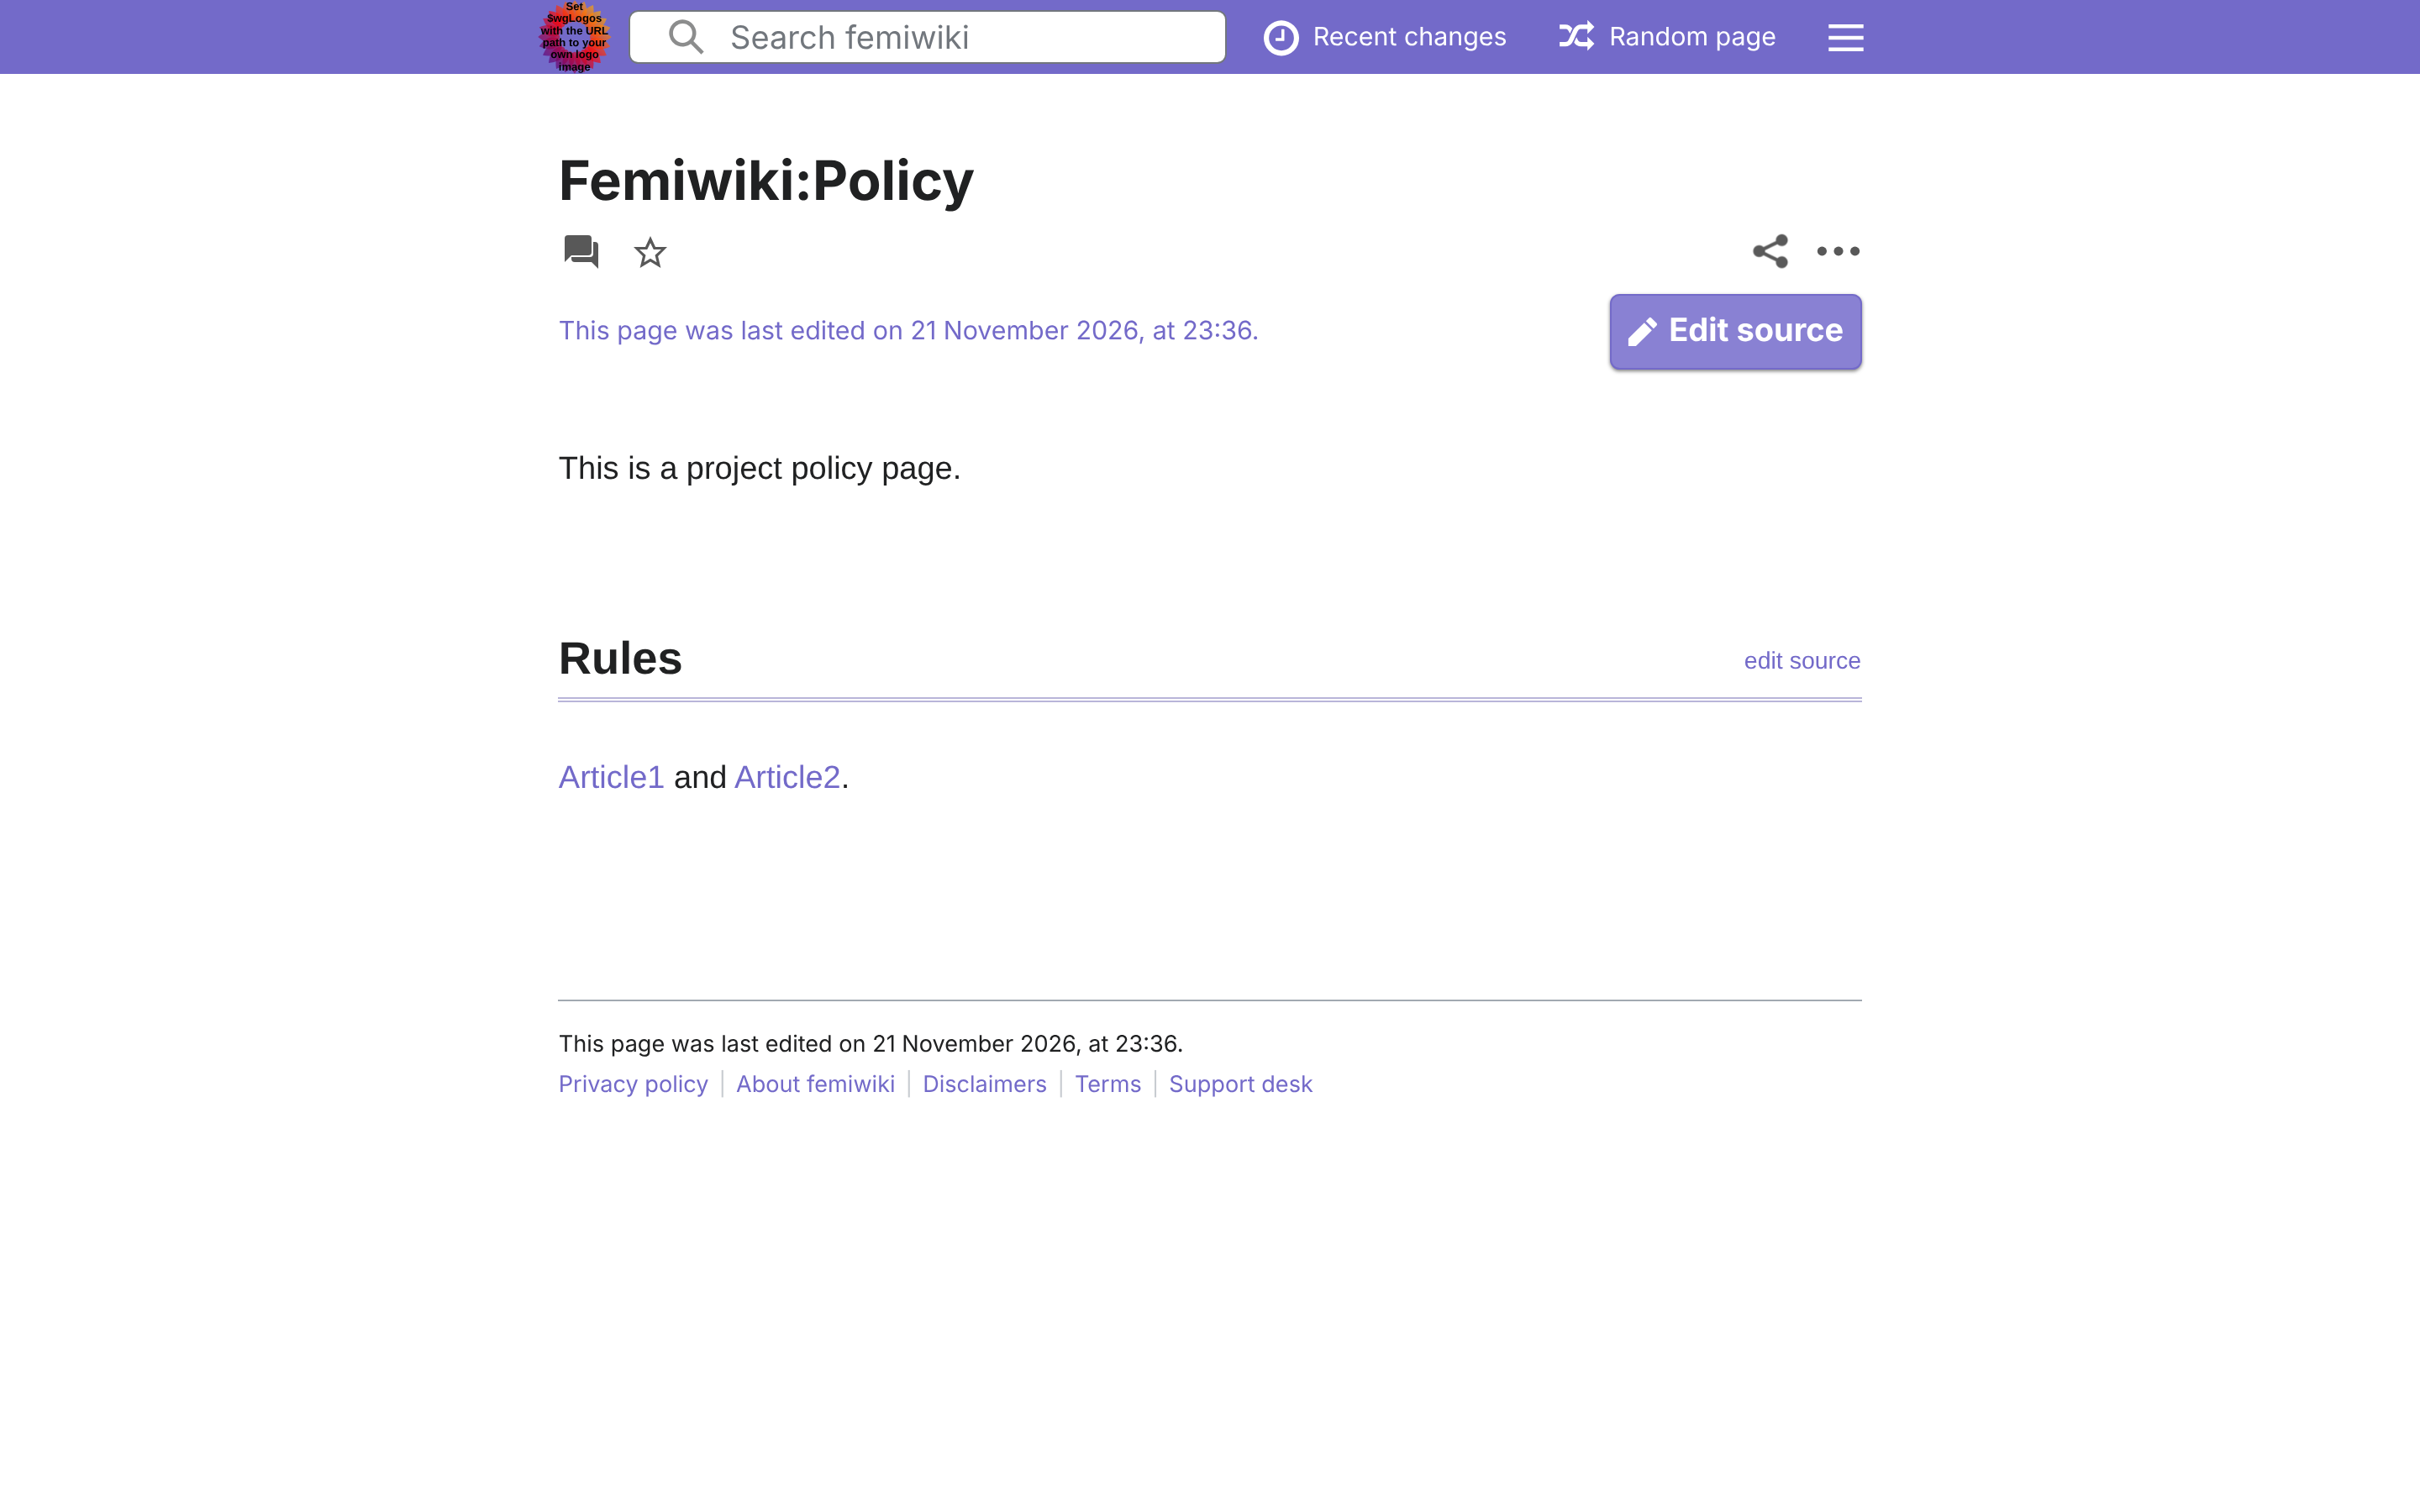 Set
$wgLogos
with the URL
path to your
own logo
image
Search femiwiki
Recent changes
Random page
Femiwiki:Policy
This page was last edited on 21 November 2026, at 23:36.
Edit source
This is a project policy page.
Rules
edit source
Article1 and Article2.
This page was last edited on 21 November 2026, at 23:36.
Privacy policy
About femiwiki
Disclaimers
Terms
Support desk